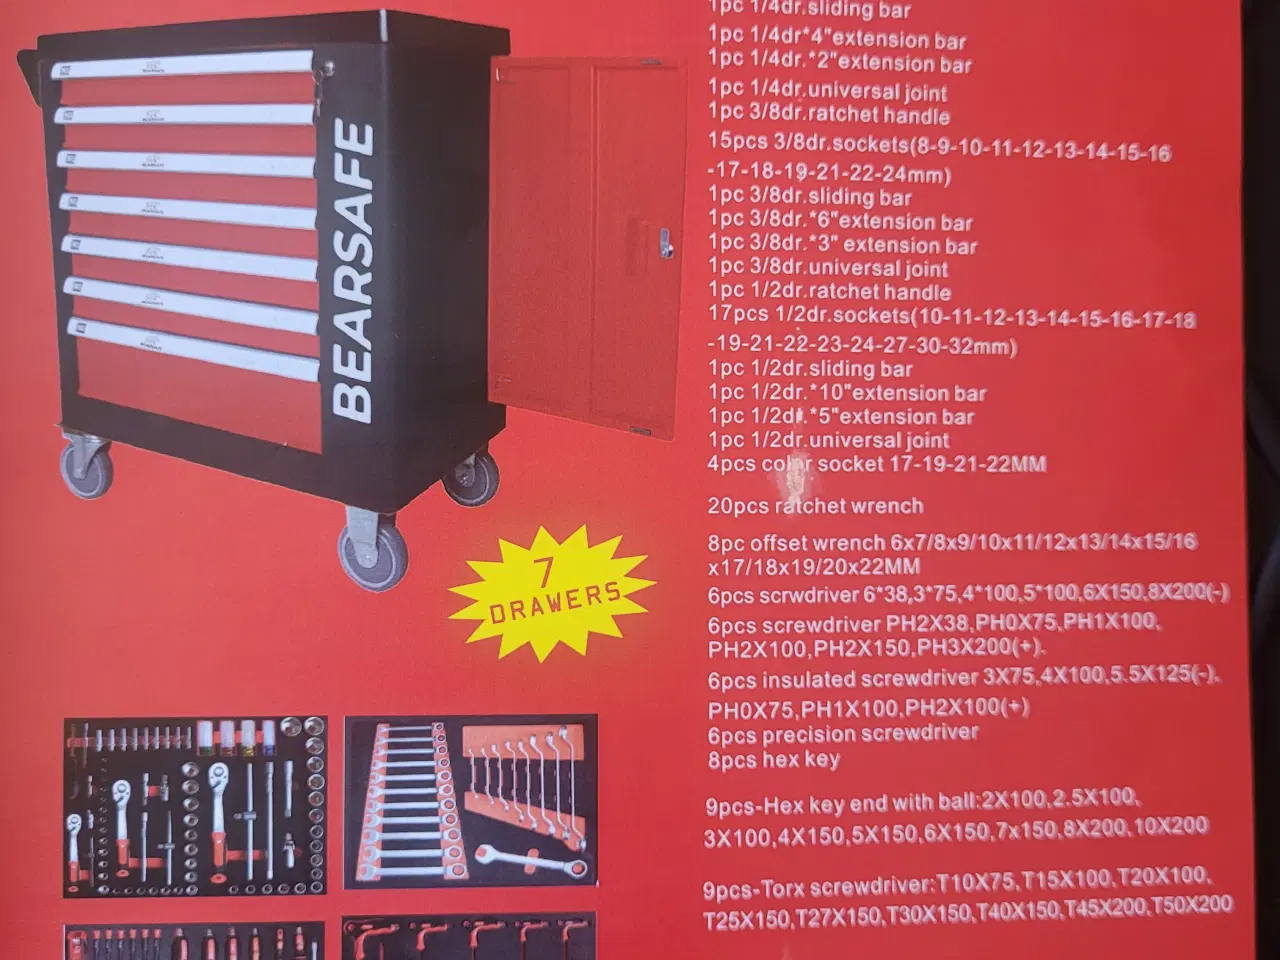 BEARSAFE
7
DRAWERS
1pc 1/4dr.sliding bar
1pc 1/4dr*4"extension bar
1pc 1/4dr.*2"extension bar
1pc 1/4dr.universal joint
1pc 3/8dr.ratchet handle
15pcs 3/8dr.sockets(8-9-10-11-12-13-14-15-16
-17-18-19-21-22-24mm)
1pc 3/8dr.sliding bar
1pc 3/8dr.*6"extension bar
1pc 3/8dr.*3" extension bar
1pc 3/8dr.universal joint
1pc 1/2dr.ratchet handle
17pcs 1/2dr.sockets(10-11-12-13-14-15-16-17-18
-19-21-22-23-24-27-30-32mm)
1pc 1/2dr.sliding bar
1pc 1/2dr.*10"extension bar
1pc 1/2dr.*5"extension bar
1pc 1/2dr.universal joint
4pcs color socket 17-19-21-22MM
20pcs ratchet wrench
8pc offset wrench 6x7/8x9/10x11/12x13/14x15/16
x17/18x19/20x22MM
6pcs scrwdriver 6*38,3*75,4*100,5*100,6X150,8X200(-)
6pcs screwdriver PH2X38,PH0X75,PH1X100,
PH2X100,PH2X150,PH3X200(+).
6pcs insulated screwdriver 3X75,4X100,5.5X125(-).
PH0X75,PH1X100,PH2X100(+)
6pcs precision screwdriver
8pcs hex key
9pcs-Hex key end with ball:2X100,2.5X100,
3X100,4X150,5X150,6X150,7x150,8X200,10X200
9pcs-Torx screwdriver:T10X75,T15X100,T20X100,
T25X150,T27X150,T30X150,T40X150,T45X200,T50X200